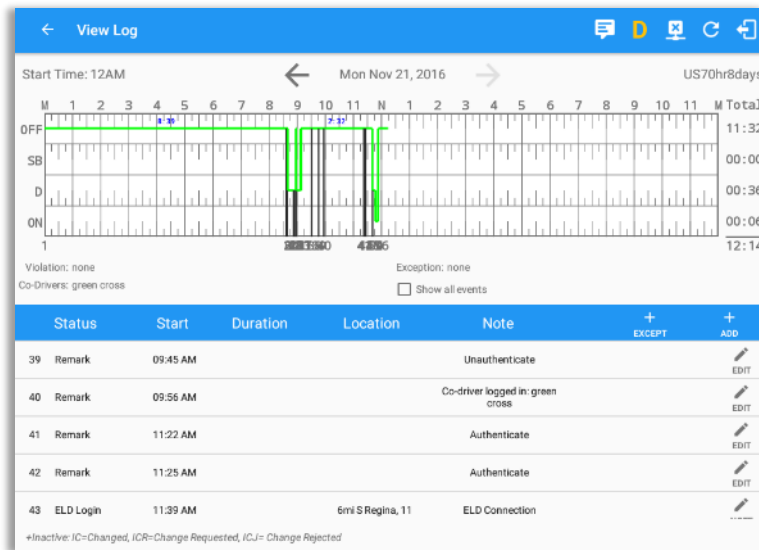 View Log
D
Start Time: 12AM Mon Nov 21, 2016 US70hr8days
M 1 2 3 4 5 6 7 8 9 10 11 N 1 2 3 4 5 6 7 8 9 10 11 M Total
8:39 2:32
OFF 11:32
SB 00:00
D 00:36
ON 00:06
1 12:14
Violation: none Exception: none
Co-Drivers: green cross Show all events
Status Start Duration Location Note + EXCEPT + ADD
39 Remark 09:45 AM Unauthenticate EDIT
40 Remark 09:56 AM Co-driver logged in: green
cross EDIT
41 Remark 11:22 AM Authenticate EDIT
42 Remark 11:25 AM Authenticate EDIT
43 ELD Login 11:39 AM 6mi S Regina, 11 ELD Connection
+Inactive: IC=Changed, ICR=Change Requested, ICJ= Change Rejected